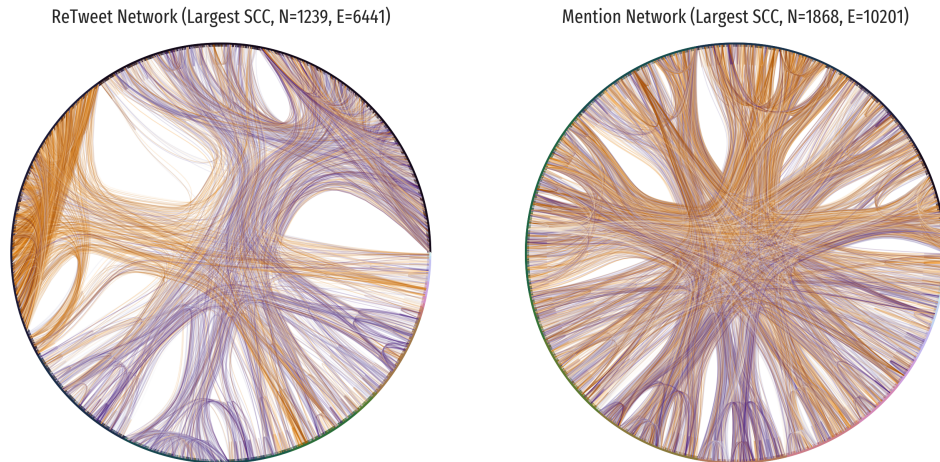 ReTweet Network (Largest SCC, N=1239, E=6441)
Mention Network (Largest SCC, N=1868, E=10201)